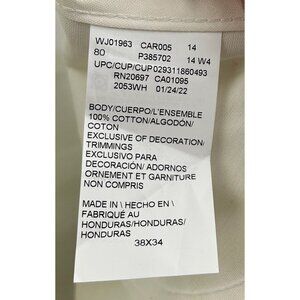 WJ01963 CAR005 14
80 P385702 14 W4
UPC/CUP/CUP 029311860493
RN20697 CA01095
2053WH 01/24/22
BODY/CUERPO/L'ENSEMBLE
100% COTTON/ALGODÓN/
COTON
EXCLUSIVE OF DECORATION/
TRIMMINGS
EXCLUSIVO PARA
DECORACIÓN/ ADORNOS
ORNEMENT ET GARNITURE
NON COMPRIS
MADE IN \ HECHO EN \
FABRIQUÉ AU
HONDURAS/HONDURAS/
HONDURAS
38X34